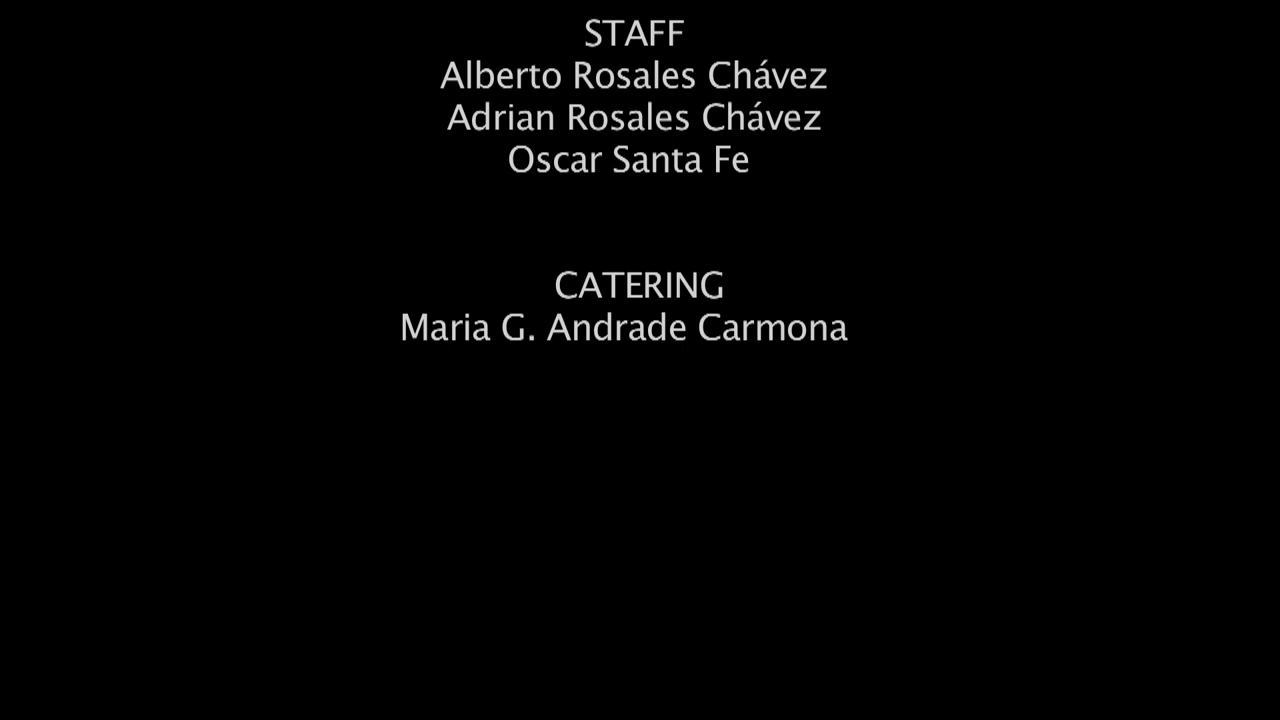 STAFF
Alberto Rosales Chávez
Adrian Rosales Chávez
Oscar Santa Fe
CATERING
Maria G. Andrade Carmona